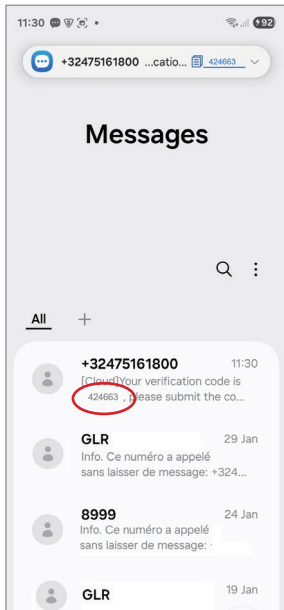 11:30
92
+32475161800 ...catio... 424663
Messages
All +
+32475161800 11:30
[Cloud]Your verification code is
424663 , please submit the co...
GLR 29 Jan
Info. Ce numéro a appelé
sans laisser de message: +324...
8999 24 Jan
Info. Ce numéro a appelé
sans laisser de message:
GLR 19 Jan